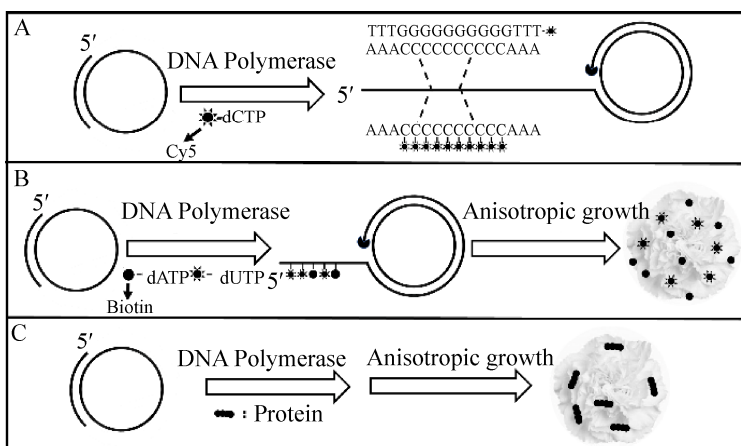 A
5′
DNA Polymerase
-dCTP
Cy5
TTTGGGGGGGGGGTTT-
AAACCCCCCCCCCAAA
5′
AAACCCCCCCCCCAAA
B
5′
DNA Polymerase
- dATP - dUTP
Biotin
5′
Anisotropic growth
C
5′
DNA Polymerase
: Protein
Anisotropic growth